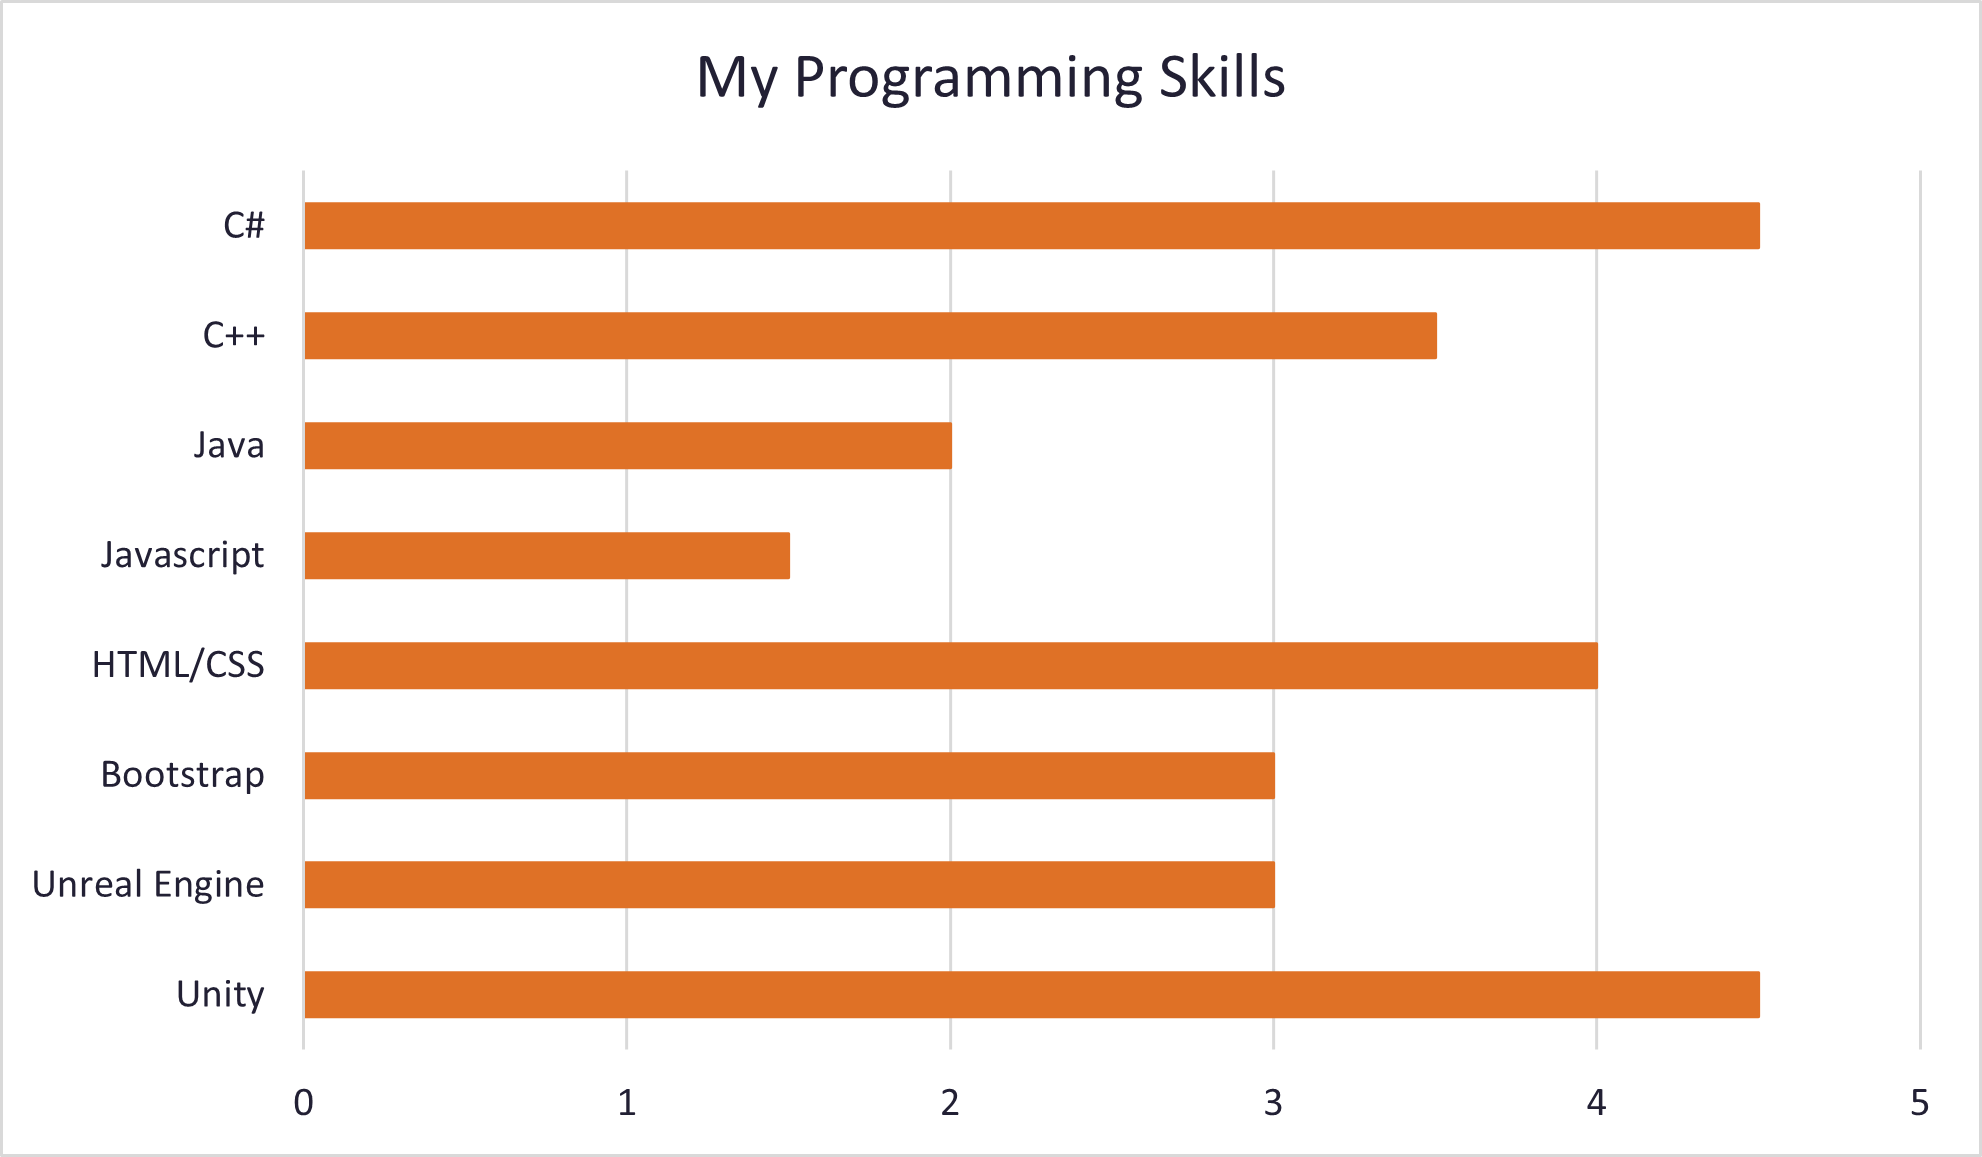 My Programming Skills
C#
C++
Java
Javascript
HTML/CSS
Bootstrap
Unreal Engine
Unity
0 1 2 3 4 5